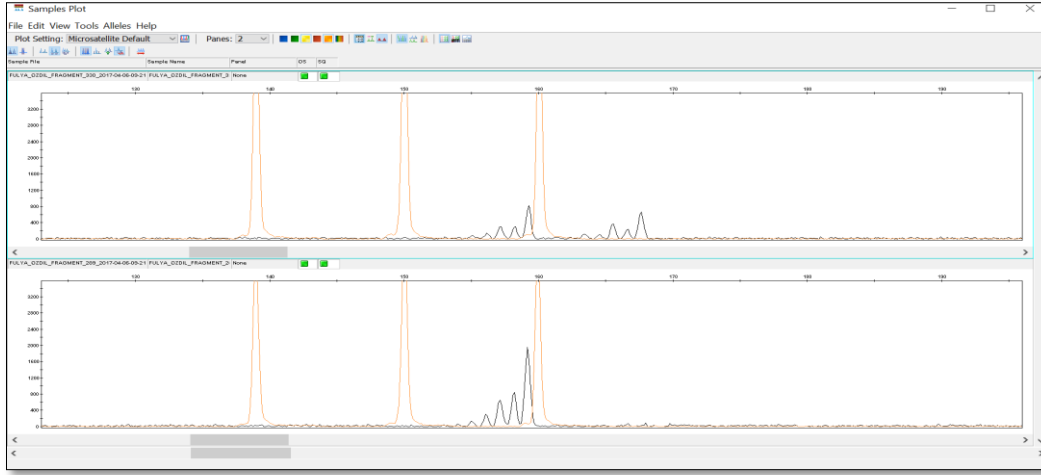 Samples Plot
File Edit View Tools Alleles Help
Plot Setting: Microsatellite Default Panes: 2
Sample File Sample Name Panel OS SQ
FULYA_OZDIL_FRAGMENT_330_2017-04-06-09-21 FULYA_OZDIL_FRAGMENT_3 None
130 140 150 160 170 180 190
3200
2800
2400
2000
1600
1200
800
400
0
FULYA_OZDIL_FRAGMENT_289_2017-04-06-09-21 FULYA_OZDIL_FRAGMENT_2 None
130 140 150 160 170 180 190
3200
2800
2400
2000
1600
1200
800
400
0